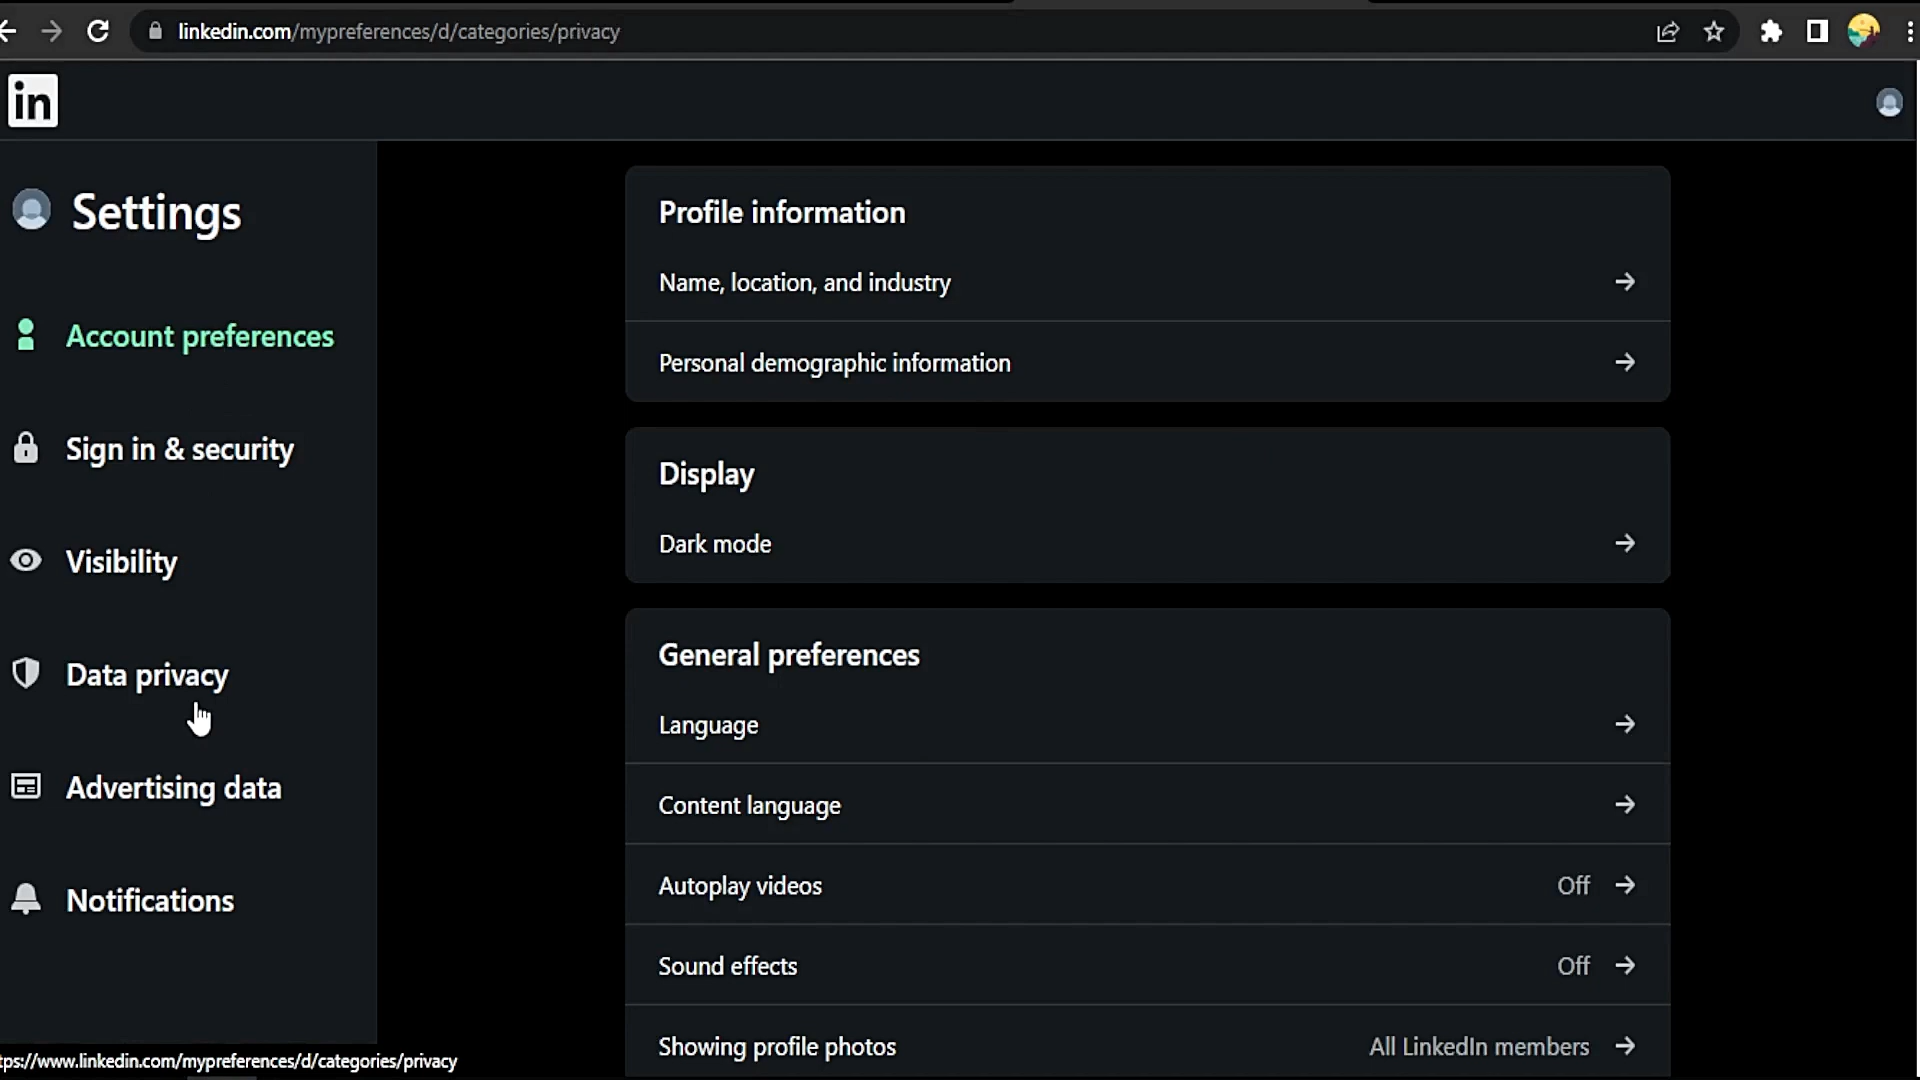 linkedin.com/mypreferences/d/categories/privacy
in
Settings
Account preferences
Sign in & security
Visibility
Data privacy
Advertising data
Notifications
Profile information
Name, location, and industry
Personal demographic information
Display
Dark mode
General preferences
Language
Content language
Autoplay videos Off
Sound effects Off
Showing profile photos All LinkedIn members
tps://www.linkedin.com/mypreferences/d/categories/privacy